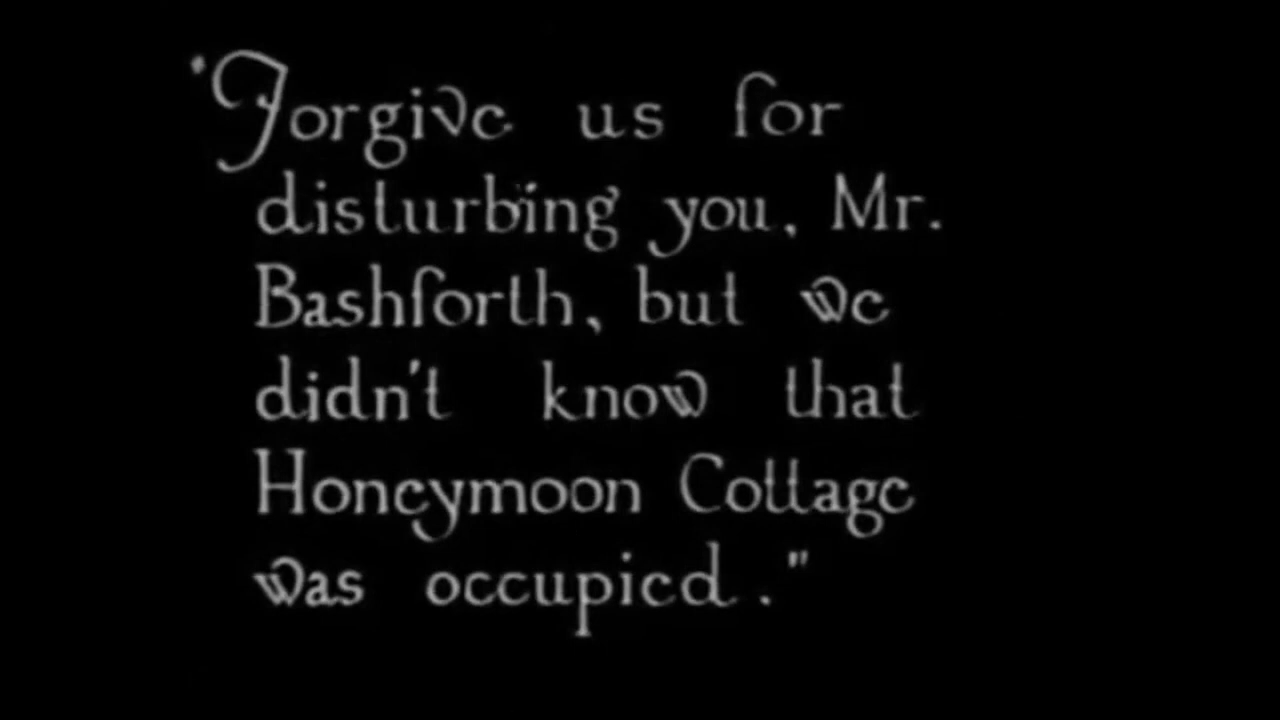 "Forgive us for
disturbing you, Mr.
Bashforth, but we
didn't know that
Honeymoon Cottage
was occupied."